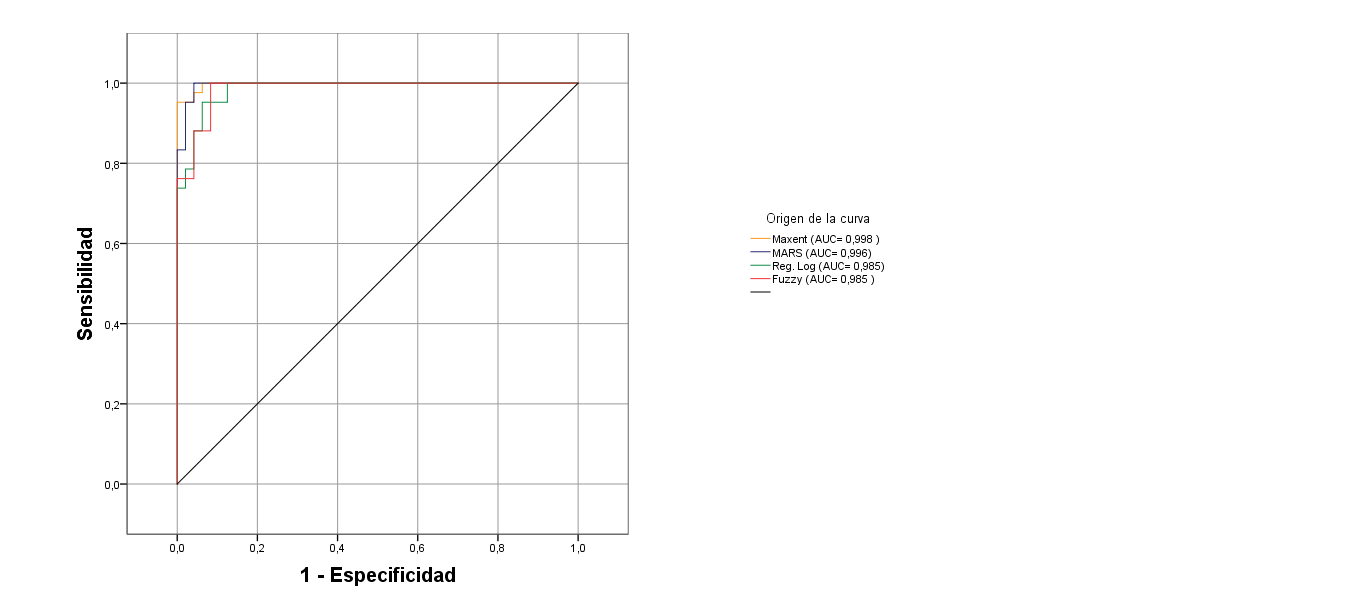 1,0
0,8
0,6
0,4
0,2
0,0
Sensibilidad
0,0 0,2 0,4 0,6 0,8 1,0
1 - Especificidad
Origen de la curva
Maxent (AUC= 0,998 )
MARS (AUC= 0,996)
Reg. Log (AUC= 0,985)
Fuzzy (AUC= 0,985 )